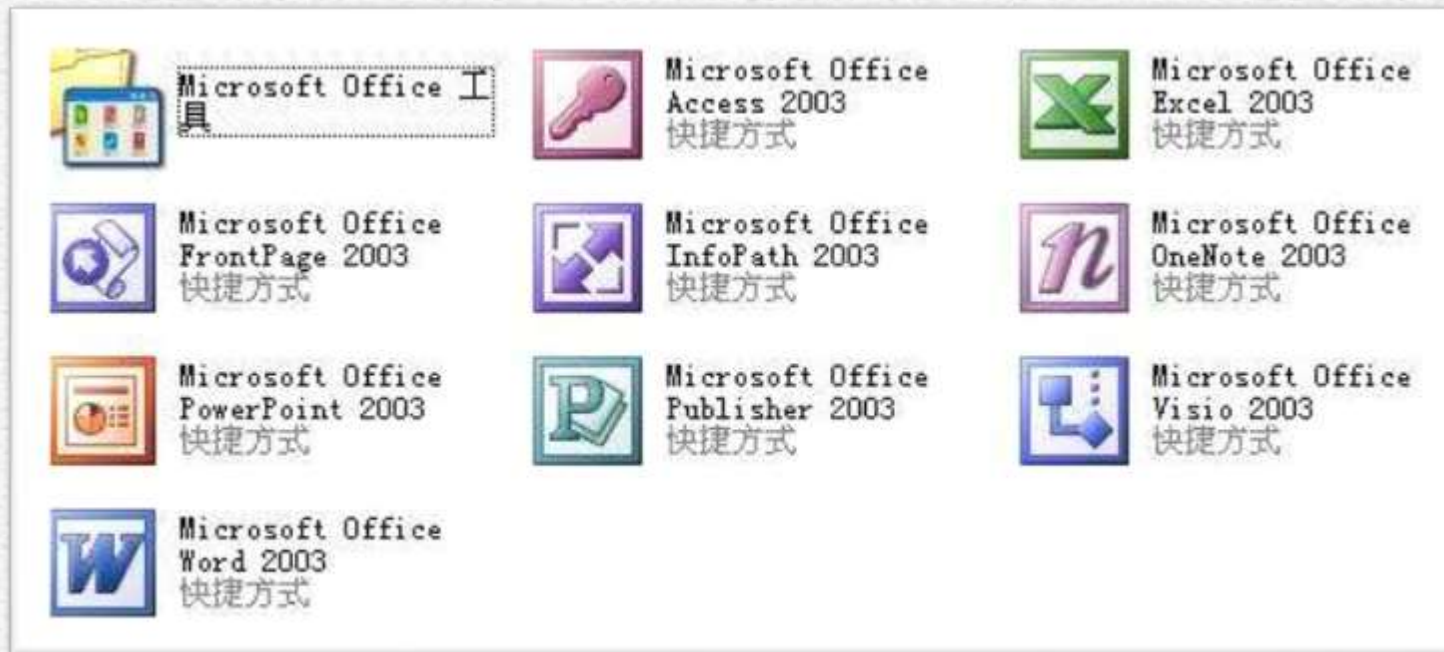 Microsoft Office 工
具
Microsoft Office
Access 2003
快捷方式
Microsoft Office
Excel 2003
快捷方式
Microsoft Office
FrontPage 2003
快捷方式
Microsoft Office
InfoPath 2003
快捷方式
Microsoft Office
OneNote 2003
快捷方式
Microsoft Office
PowerPoint 2003
快捷方式
Microsoft Office
Publisher 2003
快捷方式
Microsoft Office
Visio 2003
快捷方式
Microsoft Office
Word 2003
快捷方式